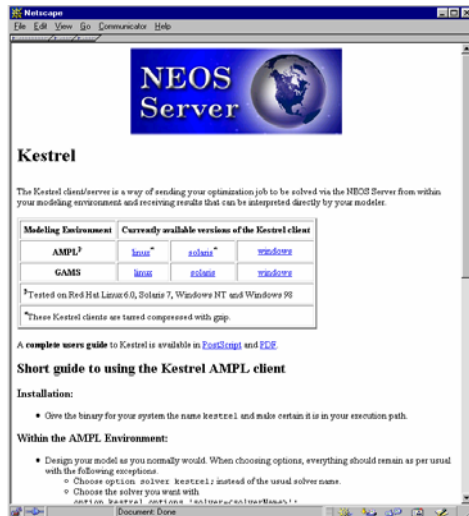 Netscape
File Edit View Go Communicator Help
NEOS
Server
Kestrel
The Kestrel client/server is a way of sending your optimization job to be solved via the NEOS Server from within
your modeling environment and receiving results that can be interpreted directly by your modeler.
Modeling Environment Currently available versions of the Kestrel client
AMPL linux* solaris* windows
GAMS linux solaris windows
Tested on Red Hat Linux 6.0, Solaris 7, Windows NT and Windows 98
*These Kestrel clients are tarred compressed with gzip.
A complete users guide to Kestrel is available in PostScript and PDF.
Short guide to using the Kestrel AMPL client
Installation:
• Give the binary for your system the name kestrel and make certain it is in your execution path.
Within the AMPL Environment:
• Design your model as you normally would. When choosing options, everything should remain as per usual
with the following exceptions.
○ Choose option solver kestrel; instead of the usual solver name.
○ Choose the solver you want with
option kestrel_options 'solver=<solverName>';
Document: Done